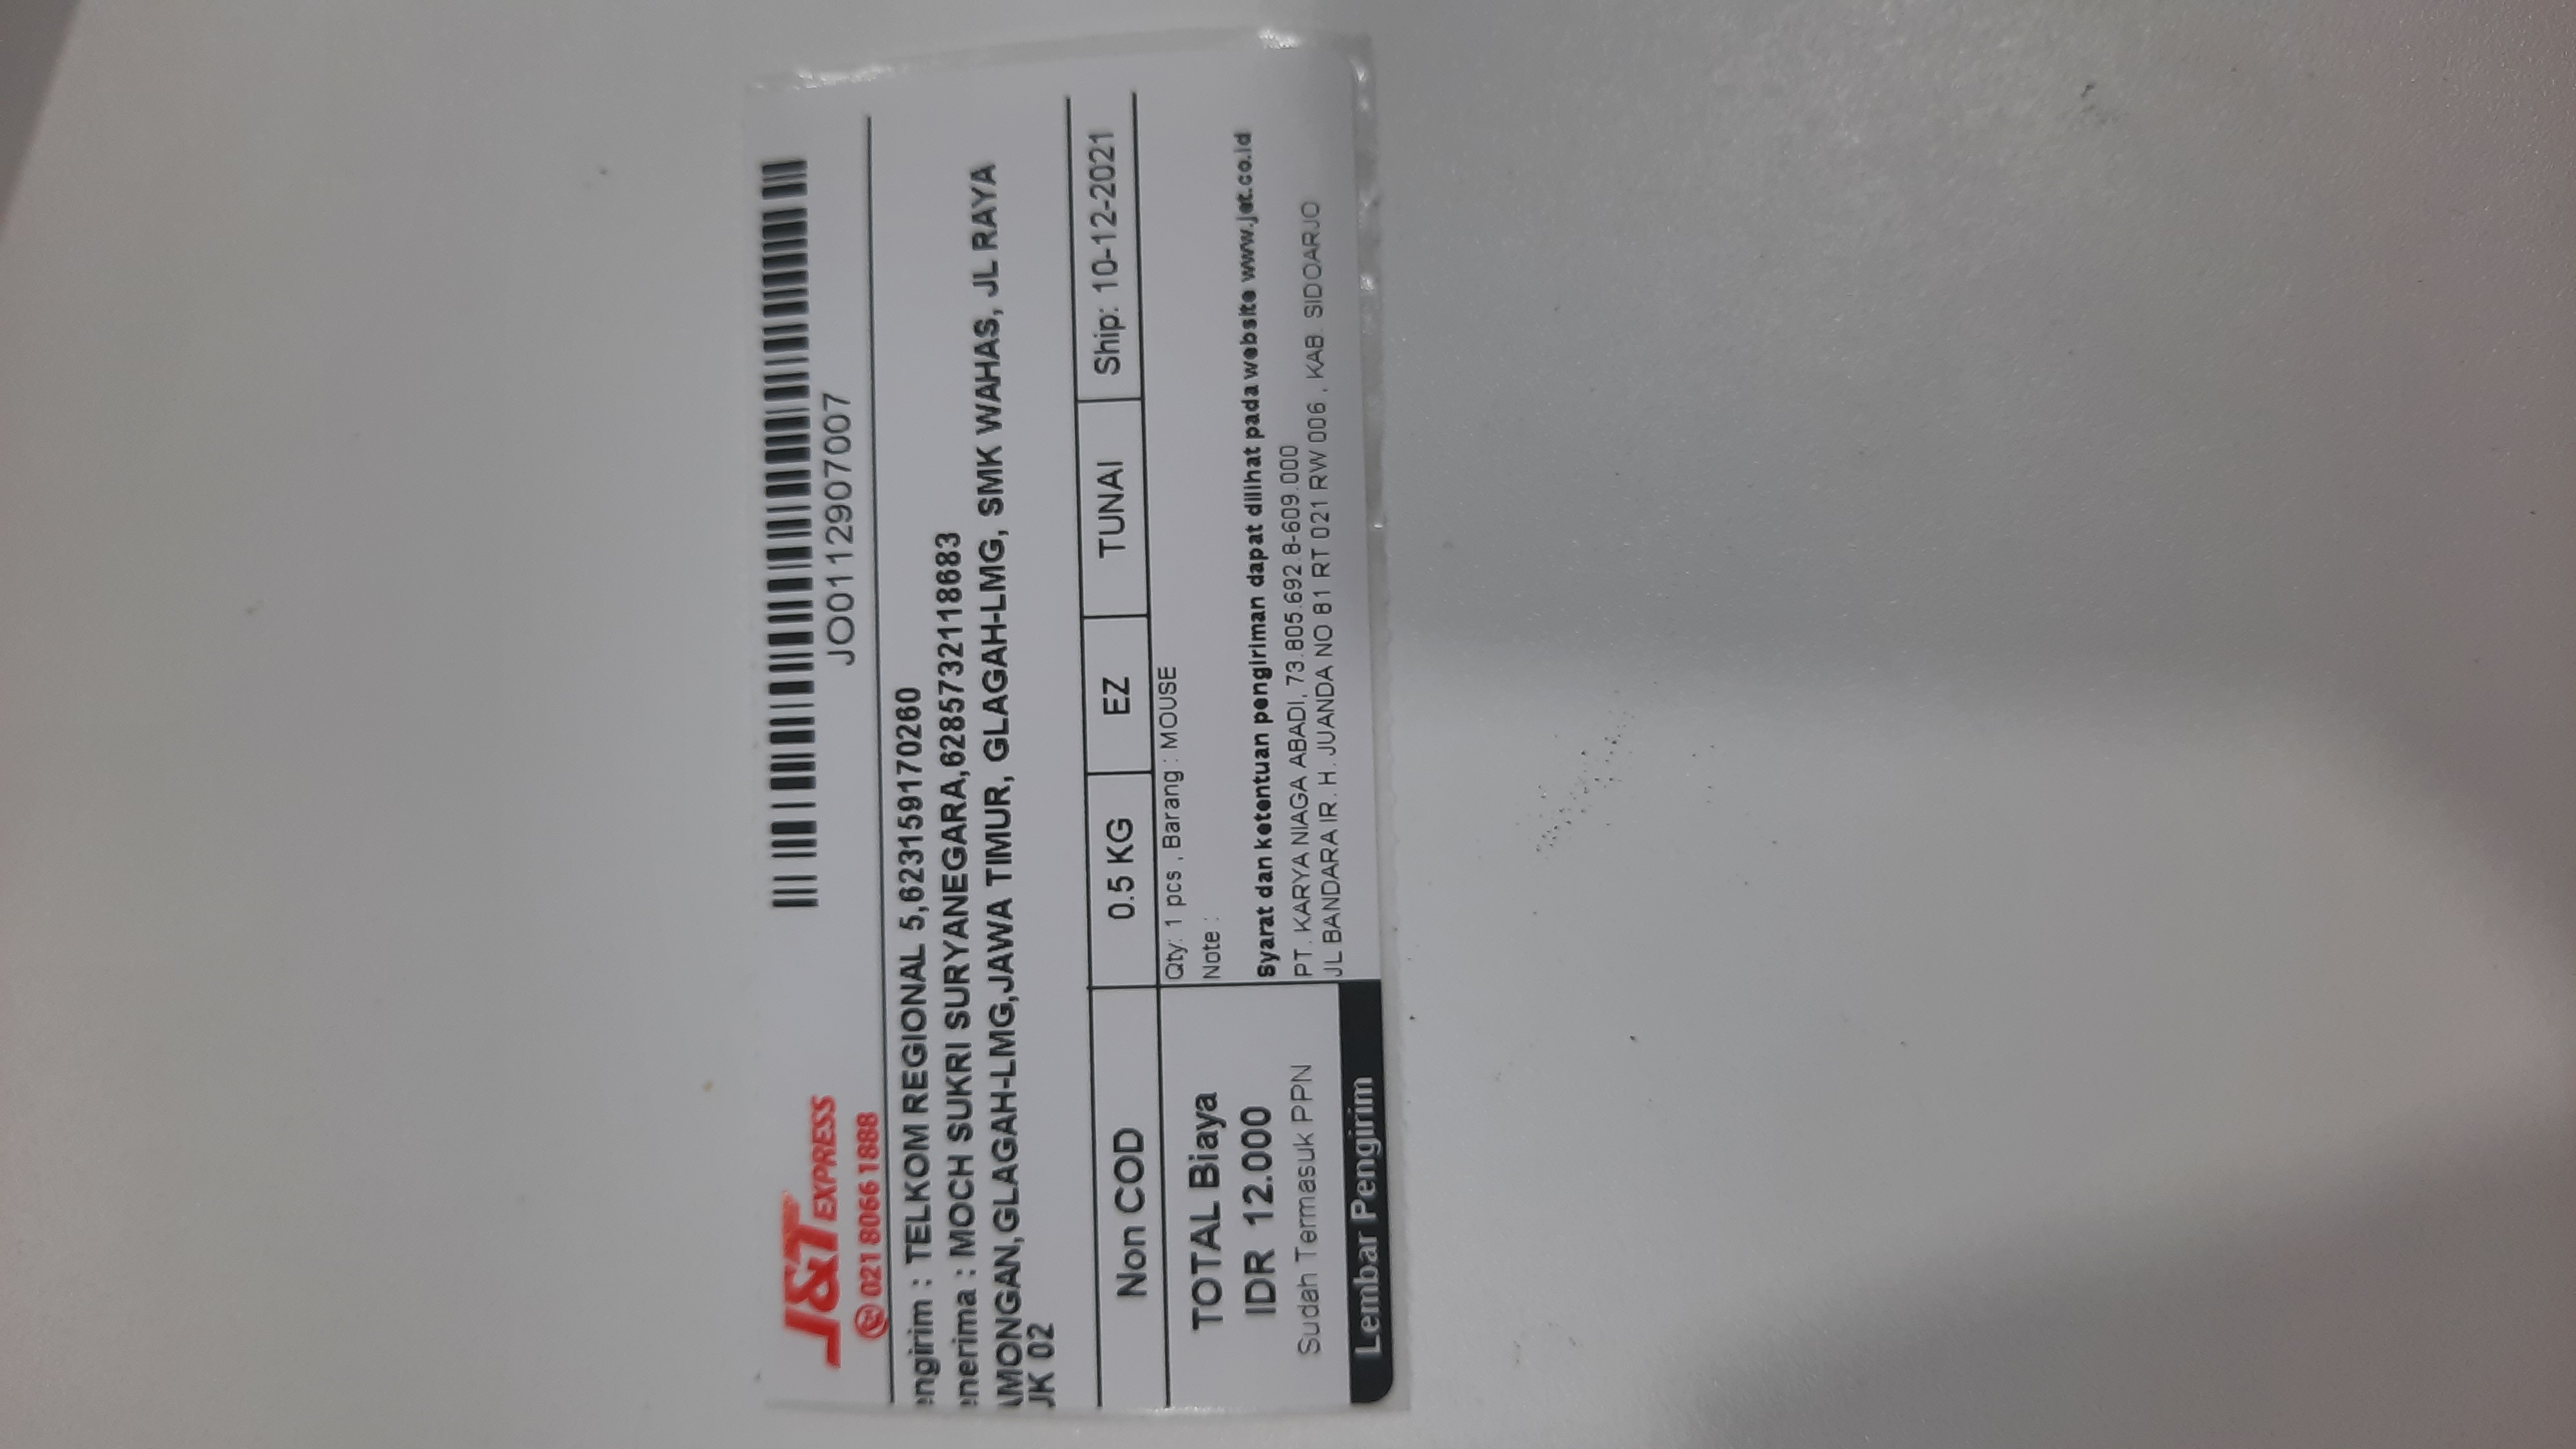 J&T EXPRESS
021 8066 1888
JO0112907007
engirim : TELKOM REGIONAL 5,623159170260
enerima : MOCH SUKRI SURYANEGARA,6285732118683
AMONGAN,GLAGAH-LMG,JAWA TIMUR, GLAGAH-LMG, SMK WAHAS, JL RAYA
UK 02
Non COD 0.5 KG EZ TUNAI Ship: 10-12-2021
TOTAL Biaya
IDR 12.000
Sudah Termasuk PPN
Lembar Pengirim
Qty: 1 pcs , Barang : MOUSE
Note :
Syarat dan ketentuan pengiriman dapat dilihat pada website www.jet.co.id
PT. KARYA NIAGA ABADI, 73.805.692.8-609.000
JL BANDARA IR. H. JUANDA NO 81 RT 021 RW 006 , KAB. SIDOARJO